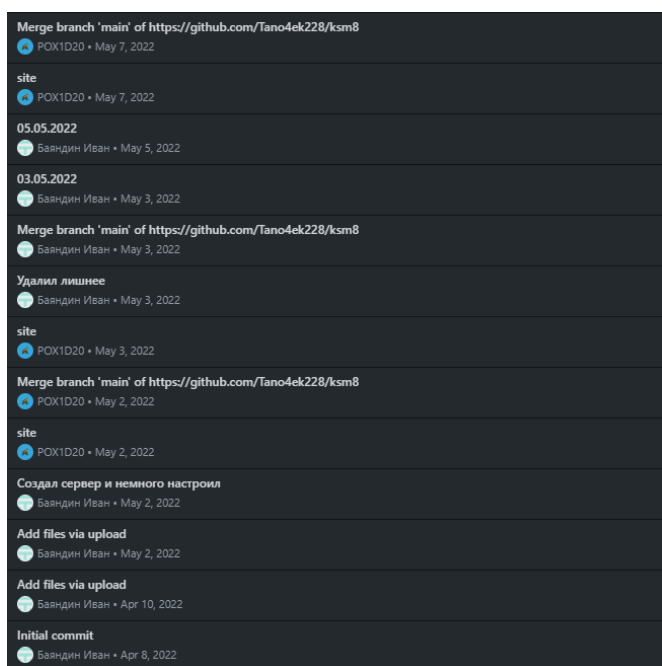 Merge branch 'main' of https://github.com/Tano4ek228/ksm8
POX1D20 • May 7, 2022
site
POX1D20 • May 7, 2022
05.05.2022
Баяндин Иван • May 5, 2022
03.05.2022
Баяндин Иван • May 3, 2022
Merge branch 'main' of https://github.com/Tano4ek228/ksm8
Баяндин Иван • May 3, 2022
Удалил лишнее
Баяндин Иван • May 3, 2022
site
POX1D20 • May 3, 2022
Merge branch 'main' of https://github.com/Tano4ek228/ksm8
POX1D20 • May 2, 2022
site
POX1D20 • May 2, 2022
Создал сервер и немного настроил
Баяндин Иван • May 2, 2022
Add files via upload
Баяндин Иван • May 2, 2022
Add files via upload
Баяндин Иван • Apr 10, 2022
Initial commit
Баяндин Иван • Apr 8, 2022